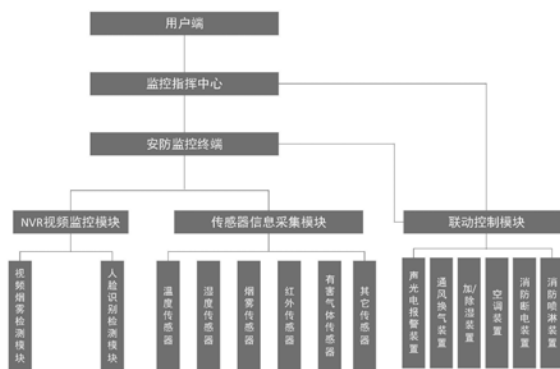 用户端
监控指挥中心
安防监控终端
NVR视频监控模块
传感器信息采集模块
联动控制模块
视频烟雾检测模块
人脸识别检测模块
温度传感器
湿度传感器
烟雾传感器
红外传感器
有害气体传感器
其它传感器
声光电报警装置
通风换气装置
加/除湿装置
空调装置
消防断电装置
消防喷淋装置